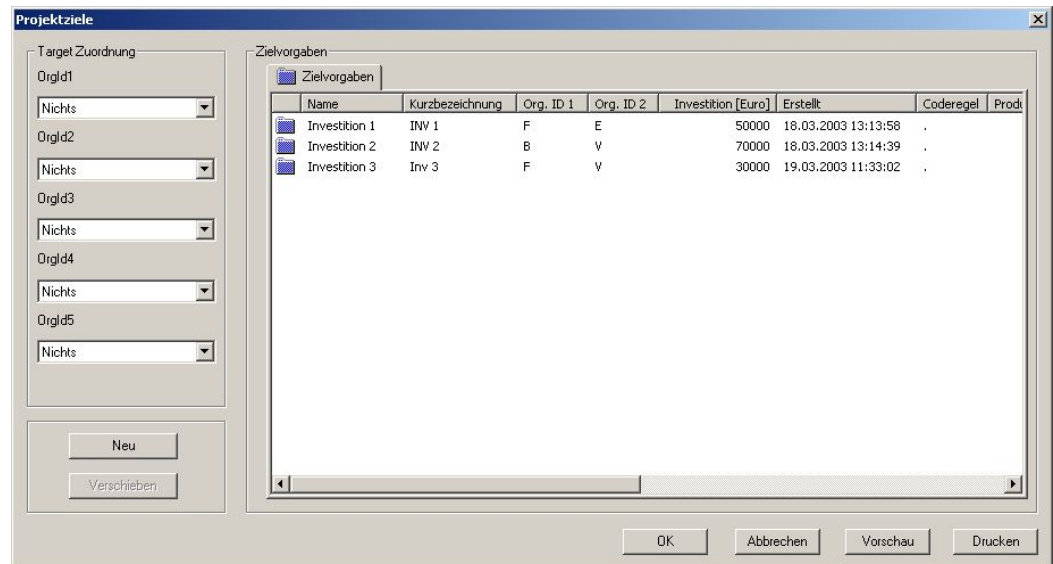 Projektziele
Target Zuordnung
OrgId1
Nichts
OrgId2
Nichts
OrgId3
Nichts
OrgId4
Nichts
OrgId5
Nichts
Neu
Verschieben
Zielvorgaben
Zielvorgaben
Name Kurzbezeichnung Org. ID 1 Org. ID 2 Investition [Euro] Erstellt Coderegel Produ
Investition 1 INV 1 F E 50000 18.03.2003 13:13:58 .
Investition 2 INV 2 B V 70000 18.03.2003 13:14:39 .
Investition 3 Inv 3 F V 30000 19.03.2003 11:33:02 .
OK Abbrechen Vorschau Drucken